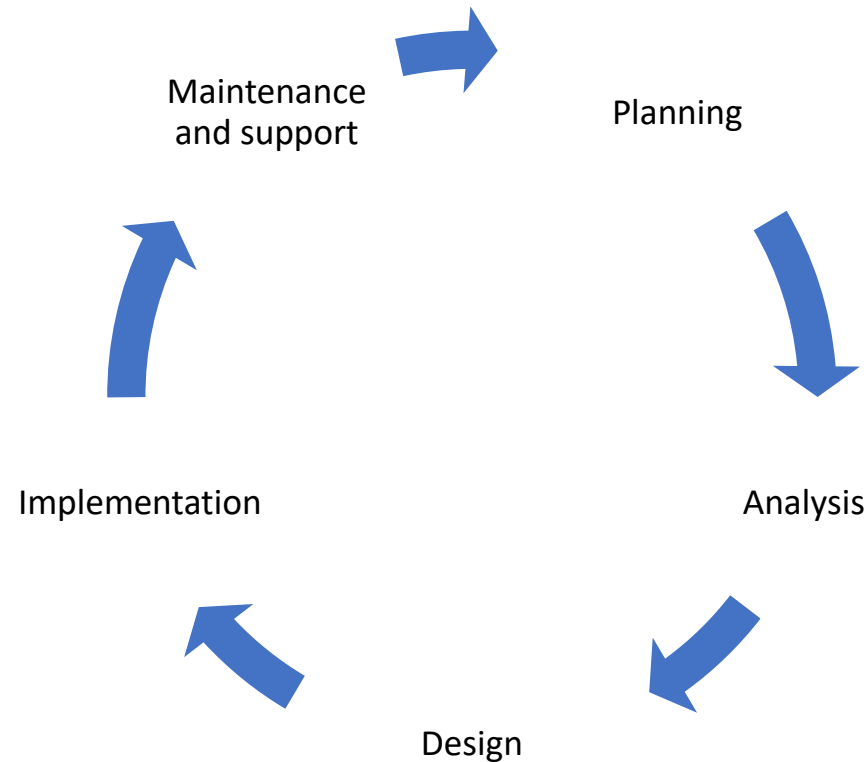 Maintenance
and support
Planning
Analysis
Design
Implementation